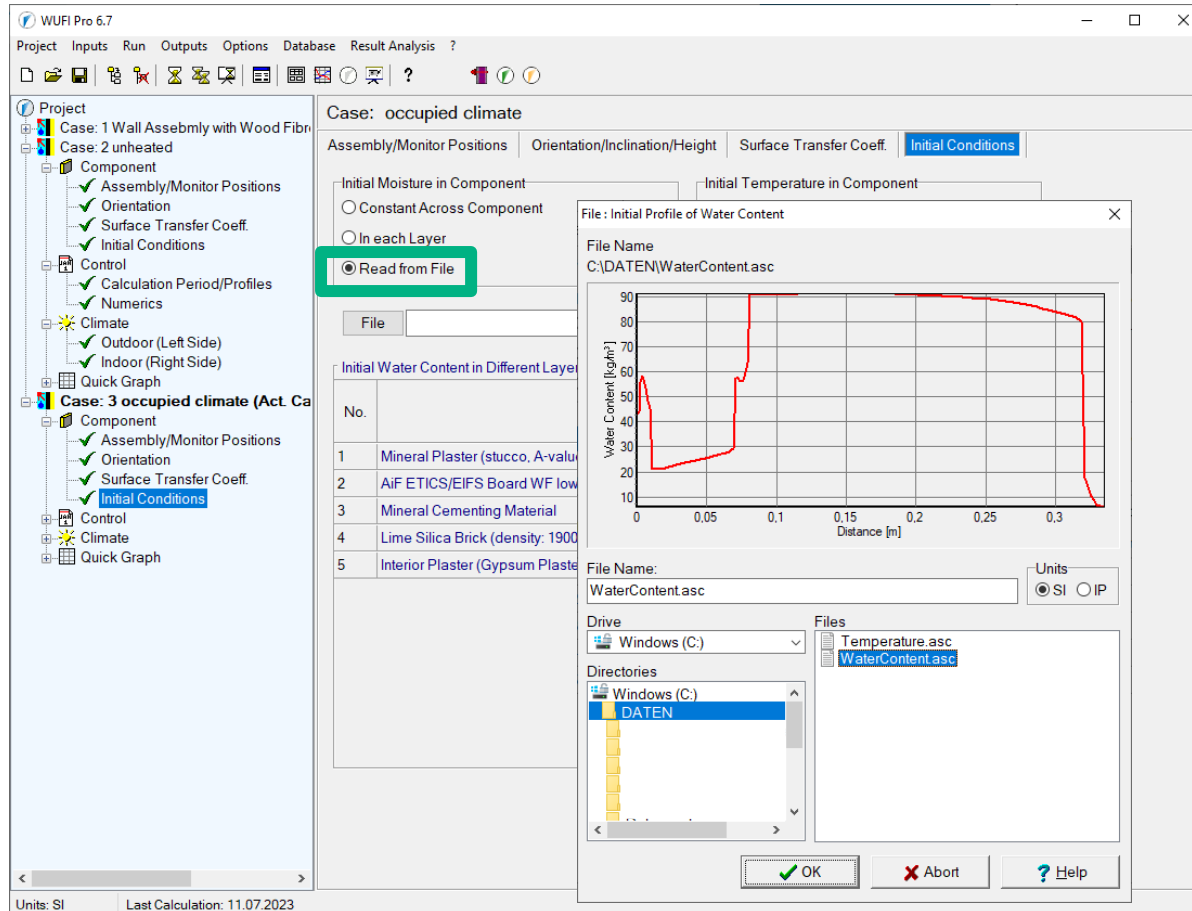 WUFI Pro 6.7
Project Inputs Run Outputs Options Database Result Analysis ?
Project
Case: 1 Wall Assebmly with Wood Fibre
Case: 2 unheated
Component
Assembly/Monitor Positions
Orientation
Surface Transfer Coeff.
Initial Conditions
Control
Calculation Period/Profiles
Numerics
Climate
Outdoor (Left Side)
Indoor (Right Side)
Quick Graph
Case: 3 occupied climate (Act. Ca
Component
Assembly/Monitor Positions
Orientation
Surface Transfer Coeff.
Initial Conditions
Control
Climate
Quick Graph
Case: occupied climate
Assembly/Monitor Positions Orientation/Inclination/Height Surface Transfer Coeff. Initial Conditions
Initial Moisture in Component
Constant Across Component
In each Layer
Read from File
Initial Temperature in Component
File
Initial Water Content in Different Layer
No.
1 Mineral Plaster (stucco, A-valu
2 AiF ETICS/EIFS Board WF low
3 Mineral Cementing Material
4 Lime Silica Brick (density: 1900
5 Interior Plaster (Gypsum Plaste
File : Initial Profile of Water Content
File Name
C:\DATEN\WaterContent.asc
Water Content [kg/m³]
90
80
70
60
50
40
30
20
10
0 0,05 0,1 0,15 0,2 0,25 0,3
Distance [m]
File Name:
WaterContent.asc
Units
SI IP
Drive
Windows (C:)
Directories
Windows (C:)
DATEN
Files
Temperature.asc
WaterContent.asc
OK Abort ? Help
Units: SI Last Calculation: 11.07.2023